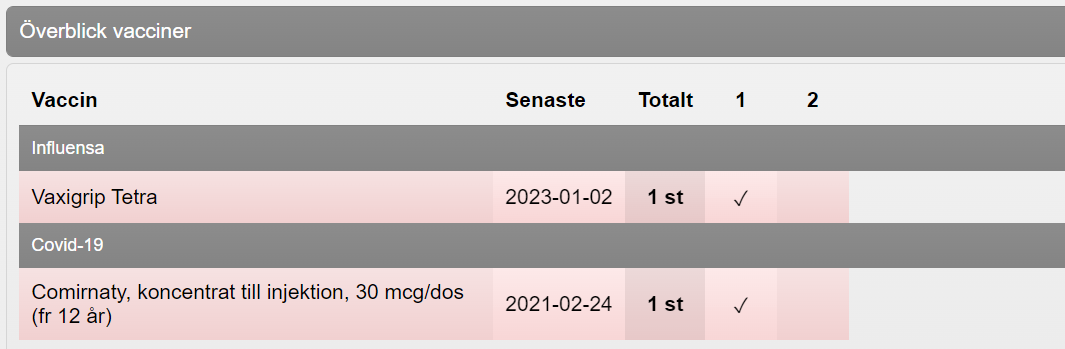 Överblick vacciner
Vaccin Senaste Totalt 1 2
Influensa
Vaxigrip Tetra 2023-01-02 1 st ✓
Covid-19
Comirnaty, koncentrat till injektion, 30 mcg/dos
(fr 12 år) 2021-02-24 1 st ✓